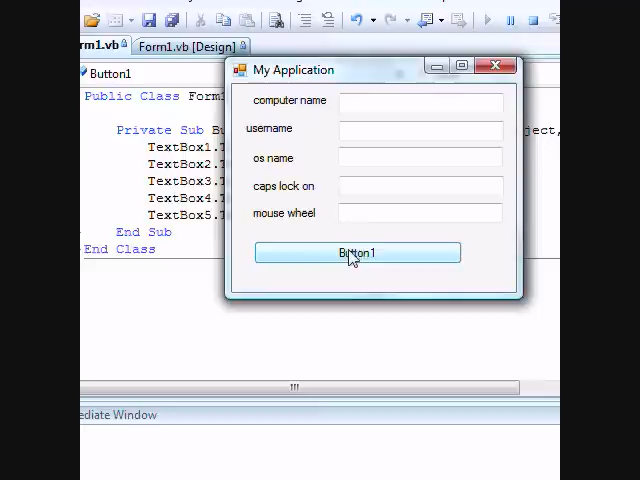 rm1.vb
Form1.vb [Design]
My Application
Button1
Public Class Form1
computer name
Private Sub Bu
ject,
username
TextBox1.T
TextBox2.
os name
TextBox3.T
caps lock on
TextBox4.T
TextBox5.T
mouse wheel
End Sub
End Class
Button1
ediate Window